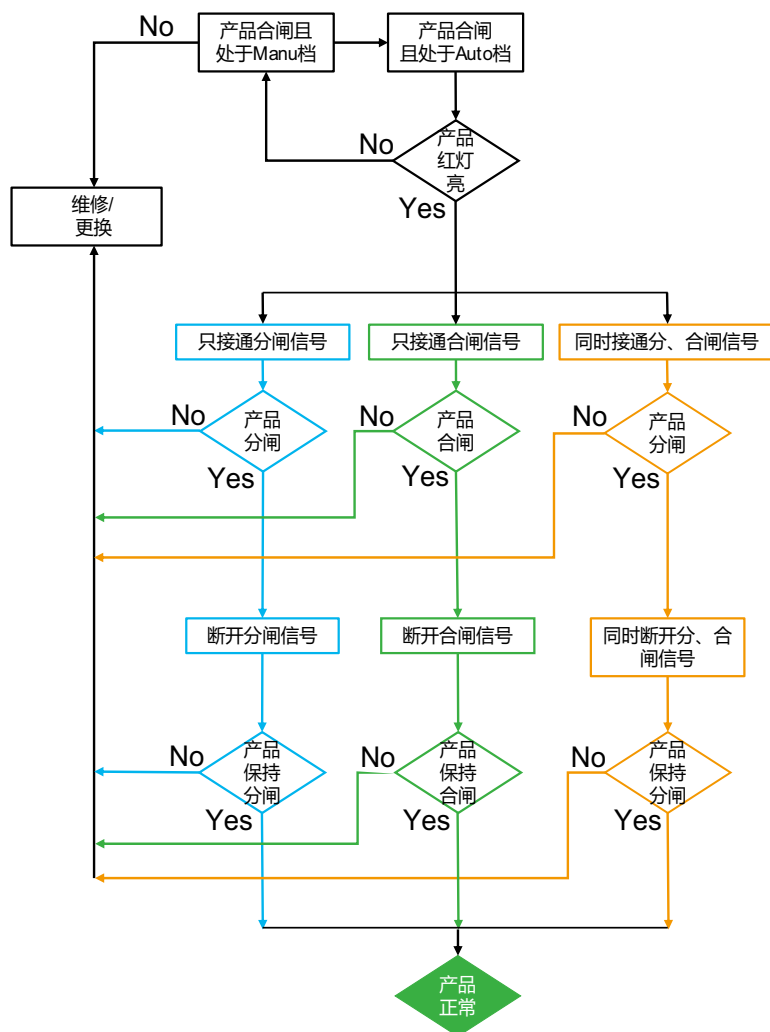 No
产品合闸且
处于Manu档
产品合闸
且处于Auto档
No
产品
红灯
亮
Yes
维修/
更换
只接通分闸信号
只接通合闸信号
同时接通分、合闸信号
No
产品
分闸
Yes
No
产品
合闸
Yes
No
产品
分闸
Yes
断开分闸信号
断开合闸信号
同时断开分、合
闸信号
No
产品
保持
分闸
Yes
No
产品
保持
合闸
Yes
No
产品
保持
分闸
Yes
产品
正常